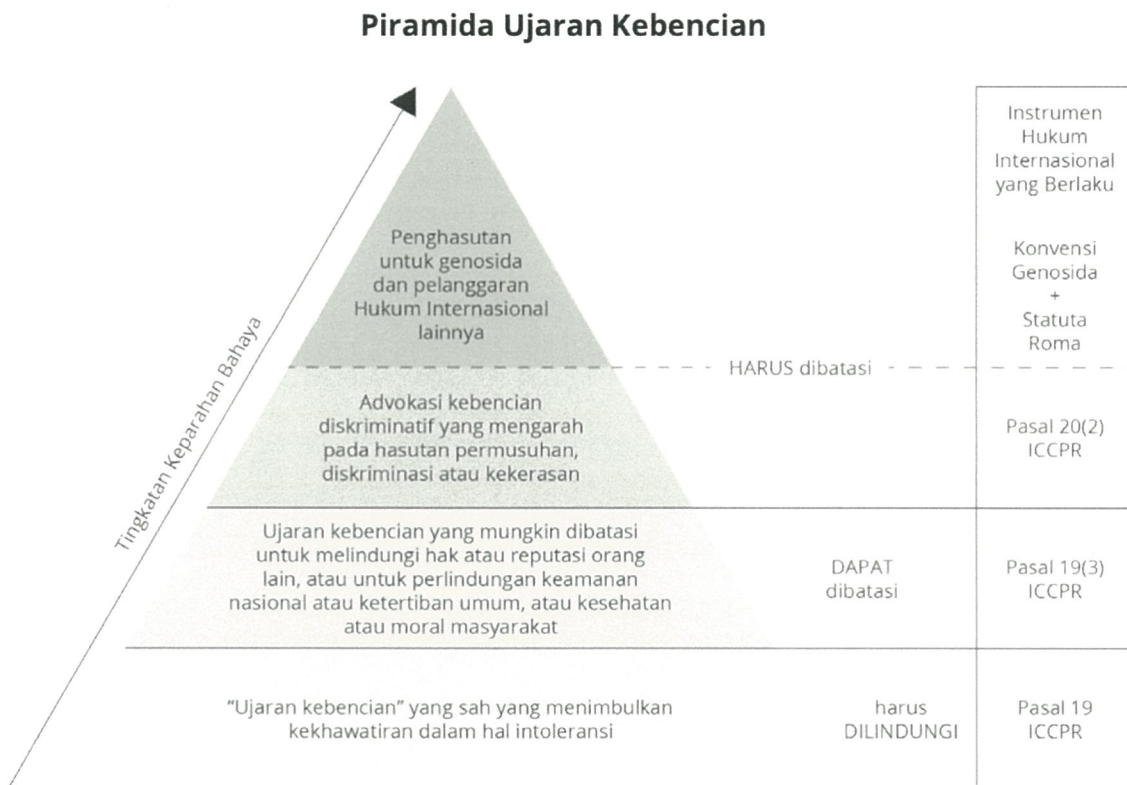 Piramida Ujaran Kebencian
Tingkatan Keparahan Bahaya
Penghasutan
untuk genosida
dan pelanggaran
Hukum Internasional
lainnya
Instrumen
Hukum
Internasional
yang Berlaku
Konvensi
Genosida
+
Statuta
Roma
HARUS dibatasi
Advokasi kebencian
diskriminatif yang mengarah
pada hasutan permusuhan,
diskriminasi atau kekerasan
Pasal 20(2)
ICCPR
Ujaran kebencian yang mungkin dibatasi
untuk melindungi hak atau reputasi orang
lain, atau untuk perlindungan keamanan
nasional atau ketertiban umum, atau kesehatan
atau moral masyarakat
DAPAT
dibatasi
Pasal 19(3)
ICCPR
“Ujaran kebencian” yang sah yang menimbulkan
kekhawatiran dalam hal intoleransi
harus
DILINDUNGI
Pasal 19
ICCPR